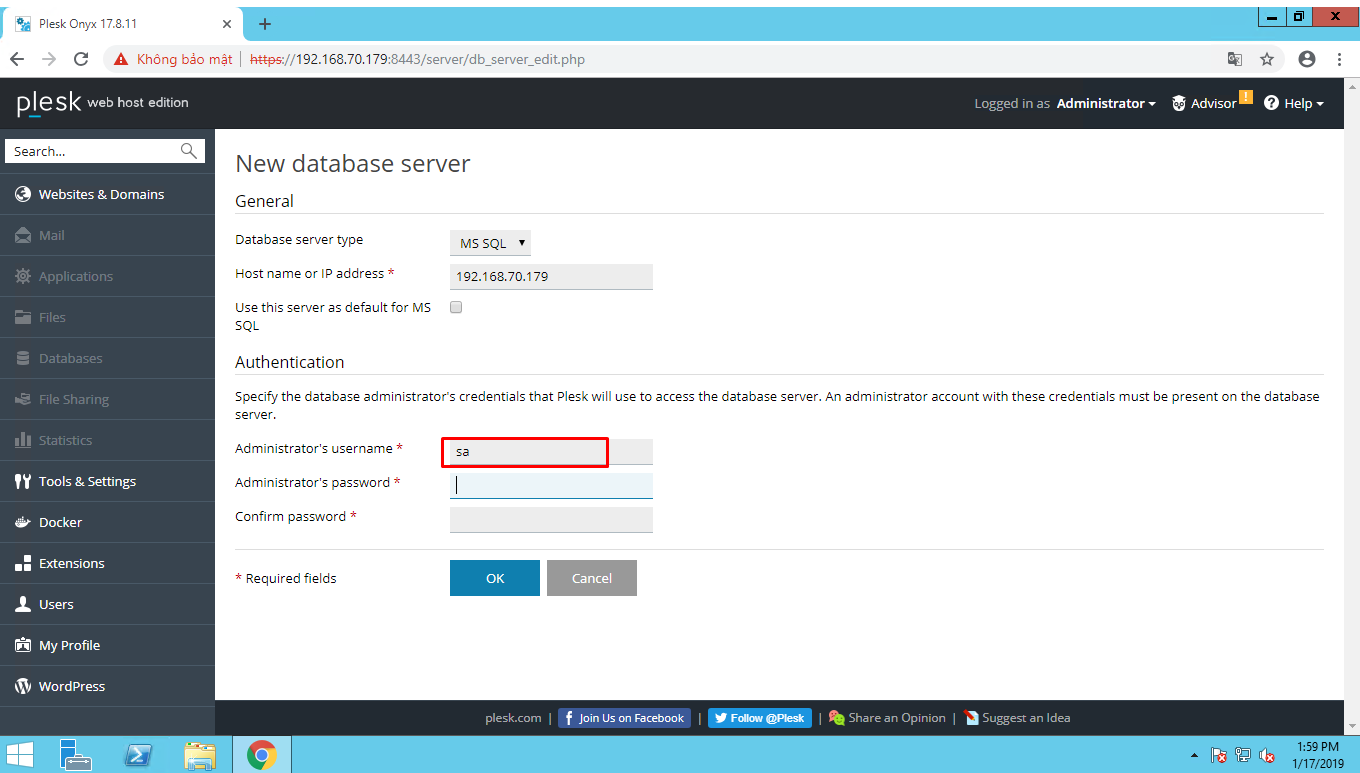 Plesk Onyx 17.8.11
Không bảo mật | https://192.168.70.179:8443/server/db_server_edit.php
plesk web host edition
Logged in as Administrator
Advisor !
? Help
Search...
Websites & Domains
Mail
Applications
Files
Databases
File Sharing
Statistics
Tools & Settings
Docker
Extensions
Users
My Profile
WordPress
New database server
General
Database server type MS SQL
Host name or IP address * 192.168.70.179
Use this server as default for MS
SQL
Authentication
Specify the database administrator's credentials that Plesk will use to access the database server. An administrator account with these credentials must be present on the database
server.
Administrator's username * sa
Administrator's password *
Confirm password *
* Required fields OK Cancel
plesk.com | Join Us on Facebook | Follow @Plesk | Share an Opinion | Suggest an Idea
1:59 PM
1/17/2019